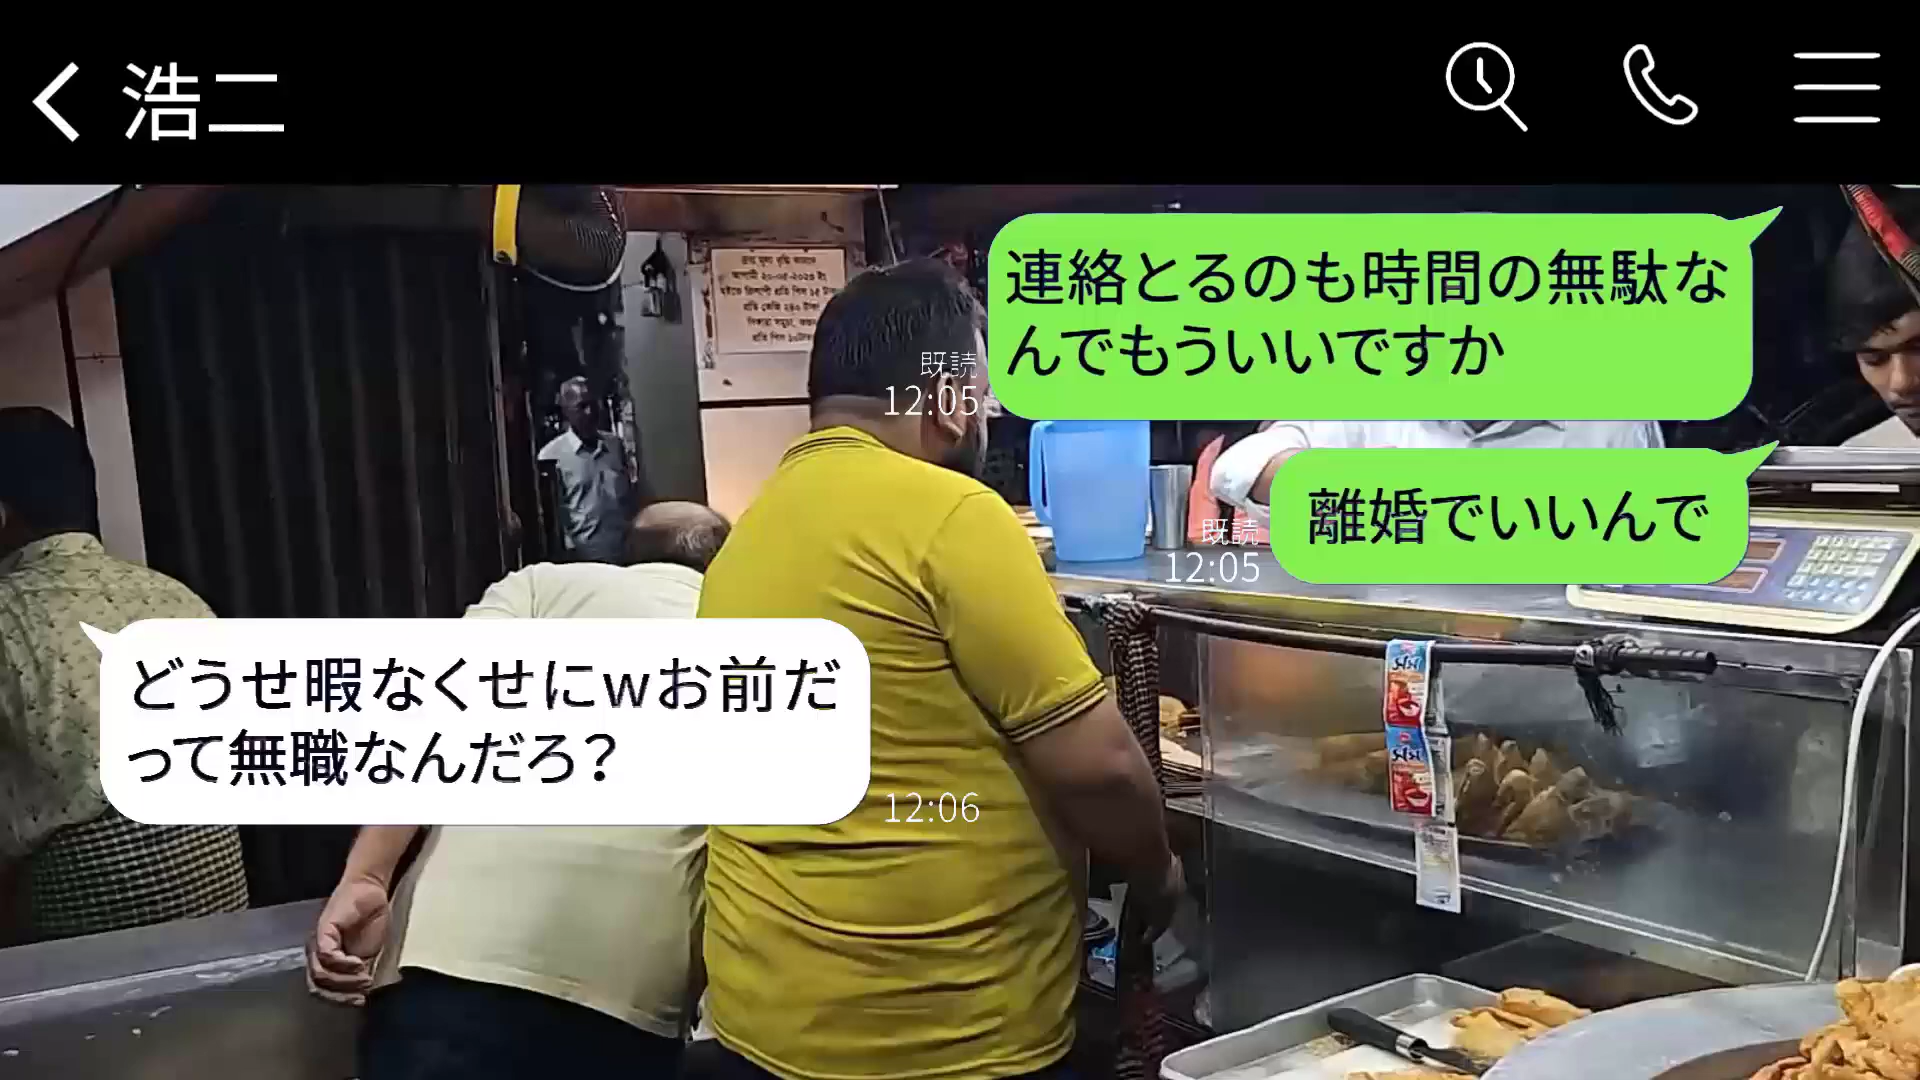 浩二
連絡とるのも時間の無駄な
んでもういいですか
既読
12:05
離婚でいいんで
既読
12:05
どうせ暇なくせにwお前だ
って無職なんだろ？
12:06